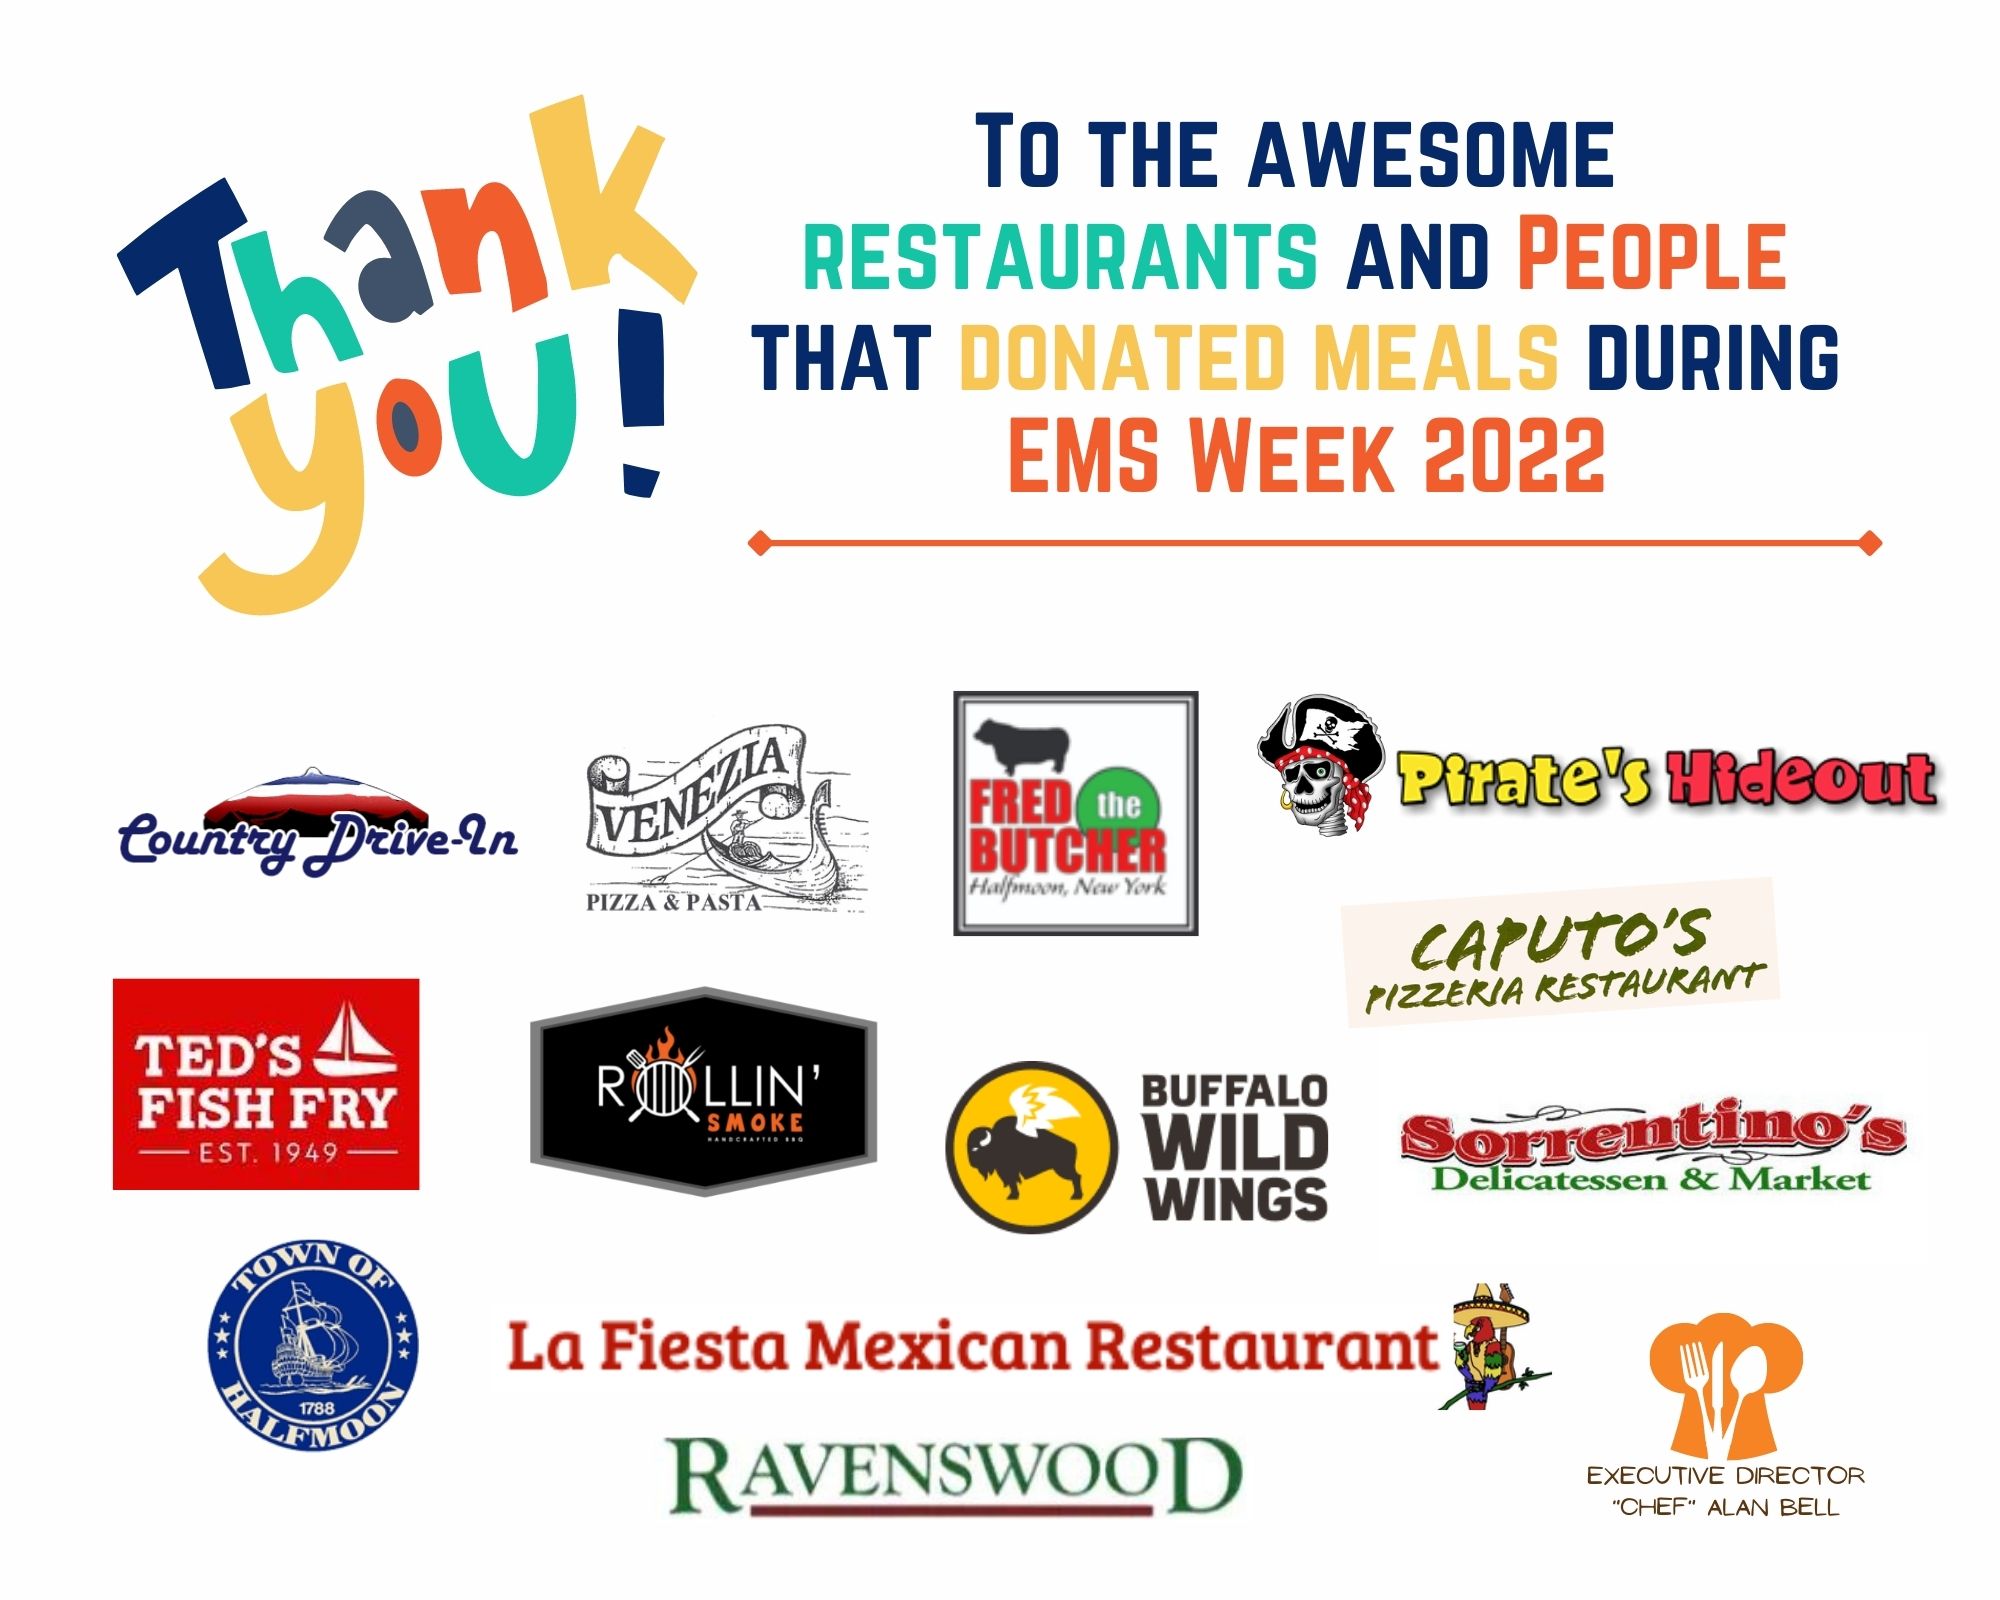 Thank
you!
To the awesome
restaurants and People
that donated meals during
EMS Week 2022
Country Drive-In
VENEZIA
PIZZA & PASTA
FRED the
BUTCHER
Halfmoon, New York
Pirate's Hideout
CAPUTO'S
PIZZERIA RESTAURANT
TED'S
FISH FRY
EST. 1949
ROLLIN'
SMOKE
HANDCRAFTED BBQ
BUFFALO
WILD
WINGS
Sorrentino's
Delicatessen & Market
TOWN OF
1788
HALFMOON
La Fiesta Mexican Restaurant
RAVENSWOOD
EXECUTIVE DIRECTOR
"CHEF" ALAN BELL